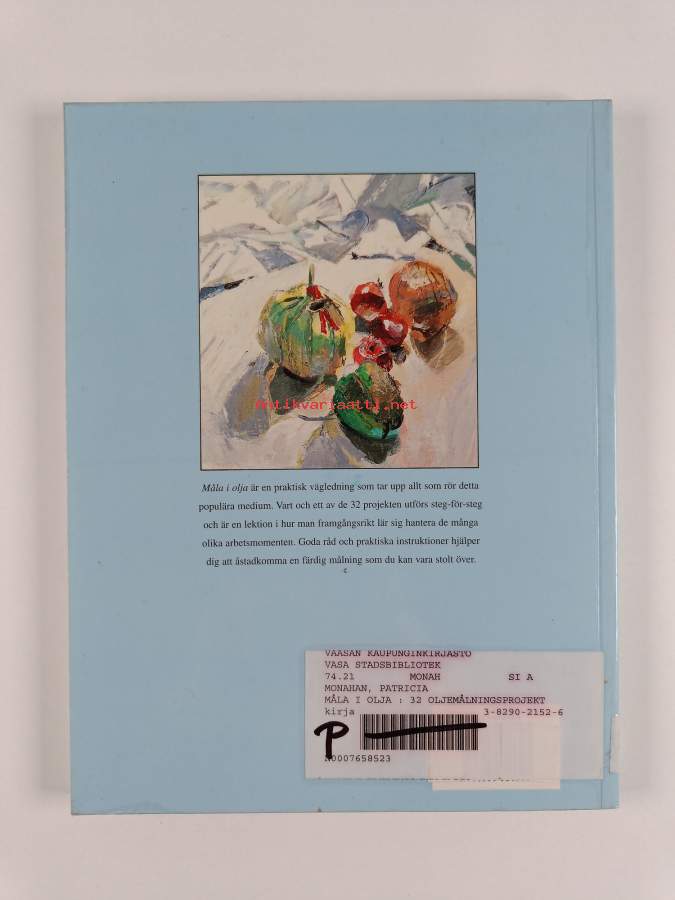 antikvariaatti.net
Måla i olja är en praktisk vägledning som tar upp allt som rör detta
populära medium. Vart och ett av de 32 projekten utförs steg-för-steg
och är en lektion i hur man framgångsrikt lär sig hantera de många
olika arbetsmomenten. Goda råd och praktiska instruktioner hjälper
dig att åstadkomma en färdig målning som du kan vara stolt över.
VAASAN KAUPUNGINKIRJASTO
VASA STADSBIBLIOTEK
74.21 MONAH SI A
MONAHAN, PATRICIA
MÅLA I OLJA : 32 OLJEMÅLNINGSPROJEKT
kirja 3-8290-2152-6
P
0007658523